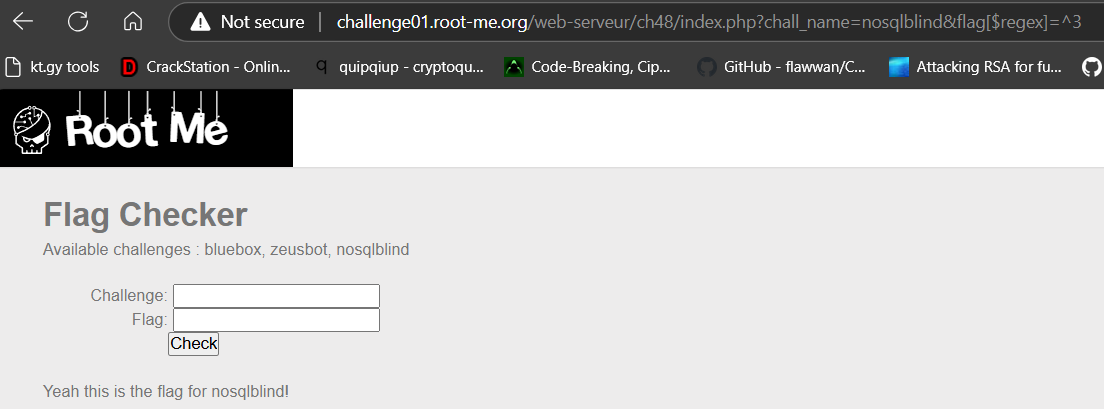 Not secure challenge01.root-me.org/web-serveur/ch48/index.php?chall_name=nosqlblind&flag[$regex]=^3
kt.gy tools CrackStation - Onlin... quipqiup - cryptoqu... Code-Breaking, Cip... GitHub - flawwan/C... Attacking RSA for fu...
Root Me
Flag Checker
Available challenges : bluebox, zeusbot, nosqlblind
Challenge:
Flag:
Check
Yeah this is the flag for nosqlblind!